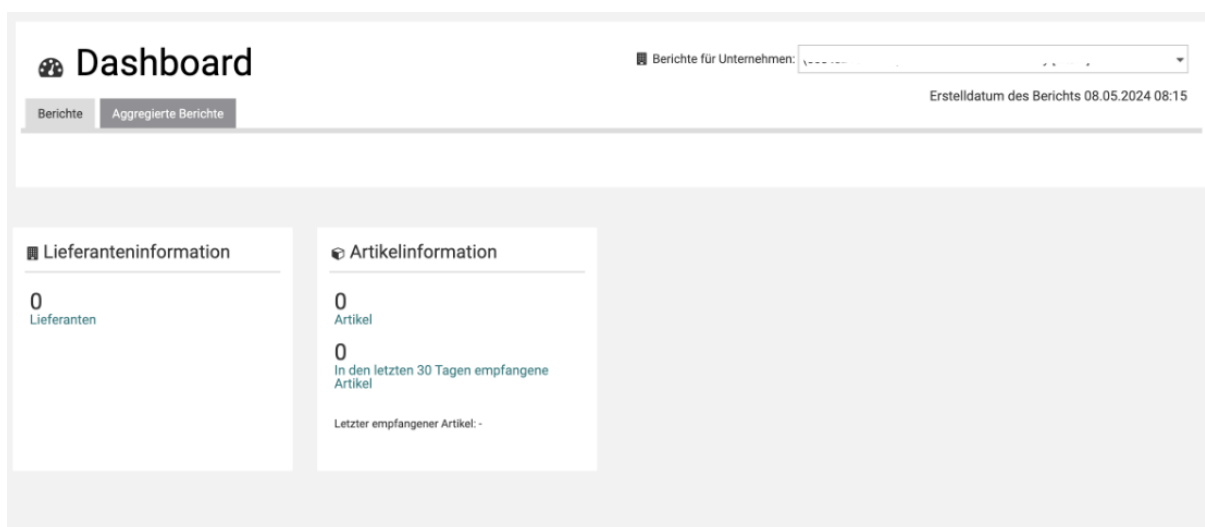 Dashboard
Berichte für Unternehmen:
Erstelldatum des Berichts 08.05.2024 08:15
Berichte
Aggregierte Berichte
Lieferanteninformation
0
Lieferanten
Artikelinformation
0
Artikel
0
In den letzten 30 Tagen empfangene
Artikel
Letzter empfangener Artikel: -